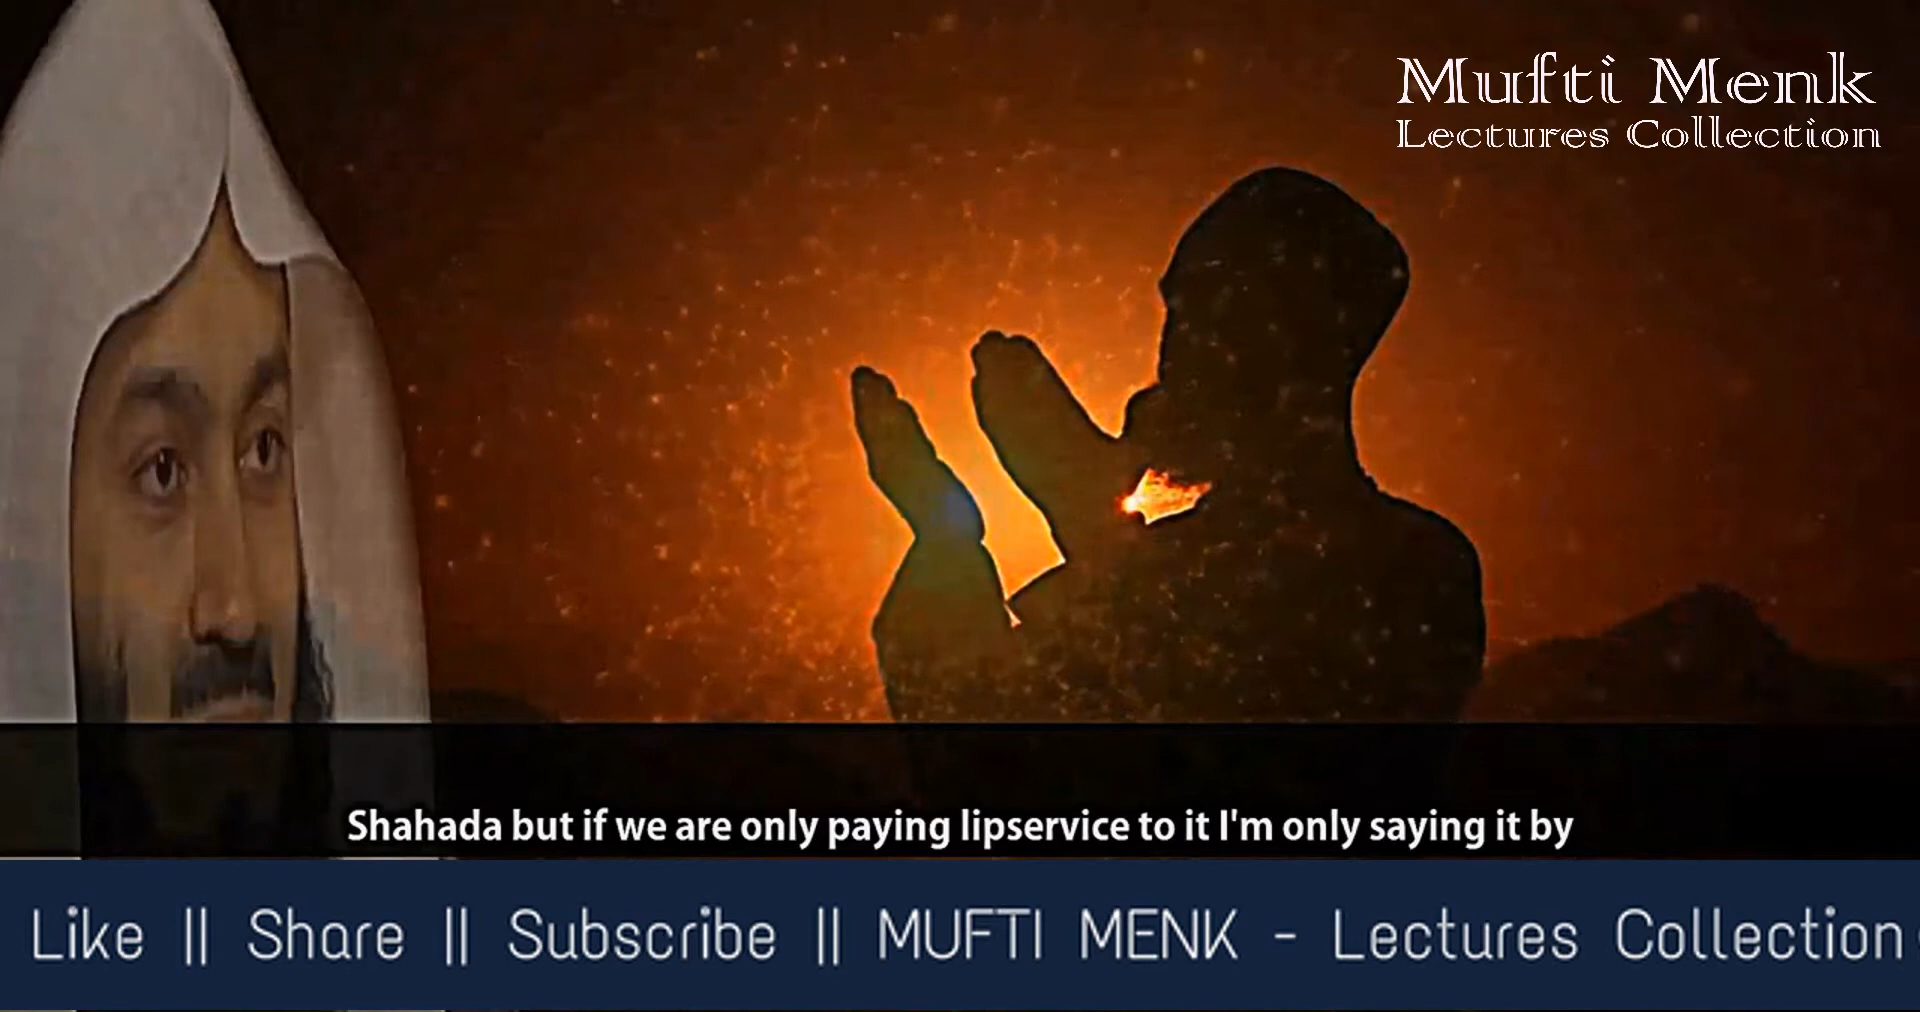 Mufti Menk
Lectures Collection
Shahada but if we are only paying lipservice to it I'm only saying it by
Like || Share || Subscribe || MUFTI MENK - Lectures Collection